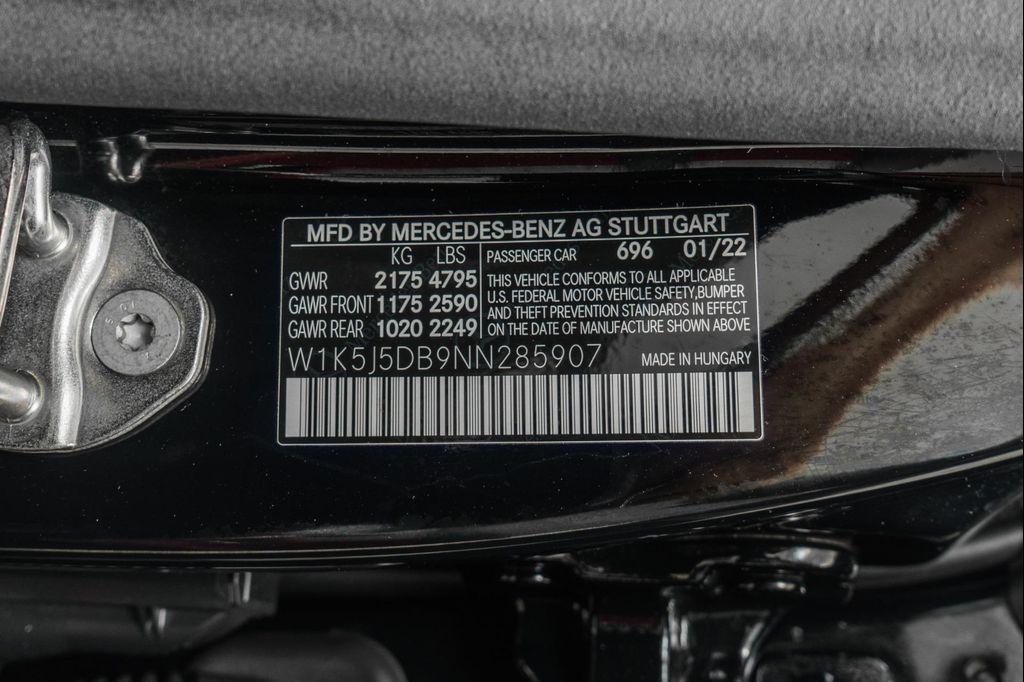 MFD BY MERCEDES-BENZ AG STUTTGART
KG LBS
GWR 2175 4795
GAWR FRONT 1175 2590
GAWR REAR 1020 2249
PASSENGER CAR 696 01/22
THIS VEHICLE CONFORMS TO ALL APPLICABLE
U.S. FEDERAL MOTOR VEHICLE SAFETY,BUMPER
AND THEFT PREVENTION STANDARDS IN EFFECT
ON THE DATE OF MANUFACTURE SHOWN ABOVE
W1K5J5DB9NN285907
MADE IN HUNGARY